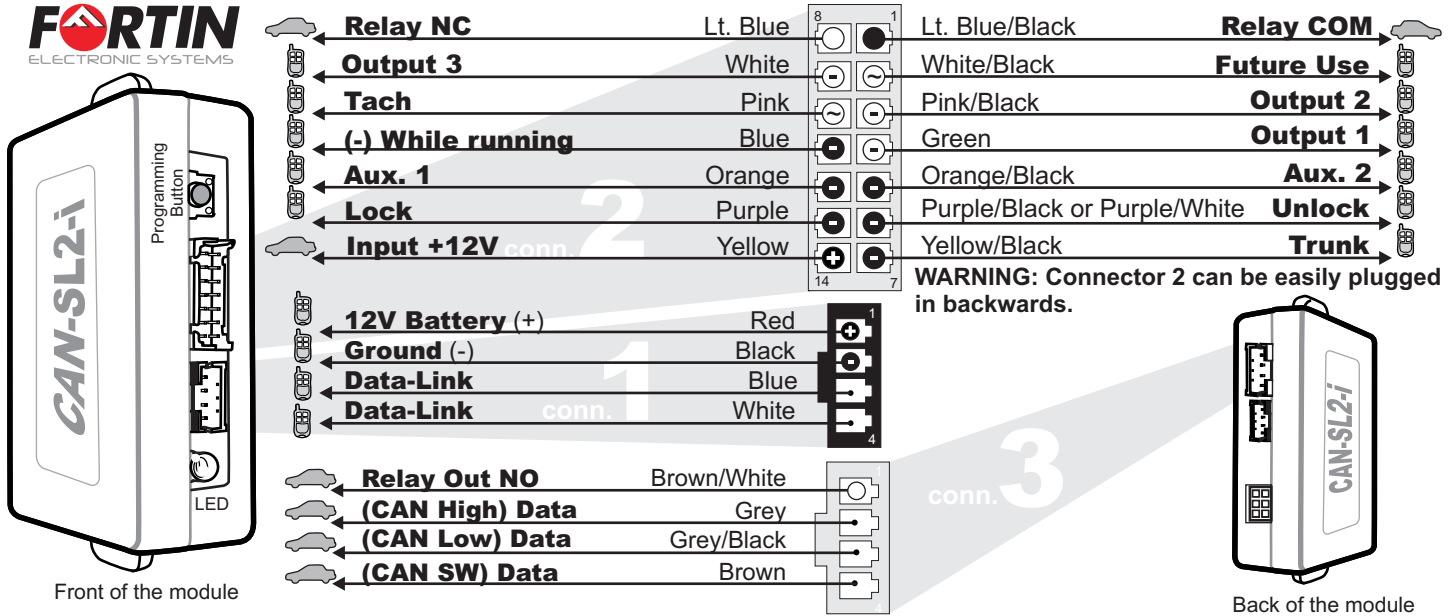 FORTIN
ELECTRONIC SYSTEMS
Programming
Button
CAN-SL2-i
LED
Front of the module
Relay NC Lt. Blue 8 1 Lt. Blue/Black Relay COM
Output 3 White White/Black Future Use
Tach Pink Pink/Black Output 2
(-) While running Blue Green Output 1
Aux. 1 Orange Orange/Black Aux. 2
Lock Purple Purple/Black or Purple/White Unlock
Input +12V Yellow Yellow/Black Trunk
14 7
conn. 2
WARNING: Connector 2 can be easily plugged
in backwards.
12V Battery (+) Red 1
Ground (-) Black
Data-Link Blue
Data-Link White 4
conn. 1
Relay Out NO Brown/White 1
(CAN High) Data Grey
(CAN Low) Data Grey/Black
(CAN SW) Data Brown 4
conn. 3
CAN-SL2-i
Back of the module